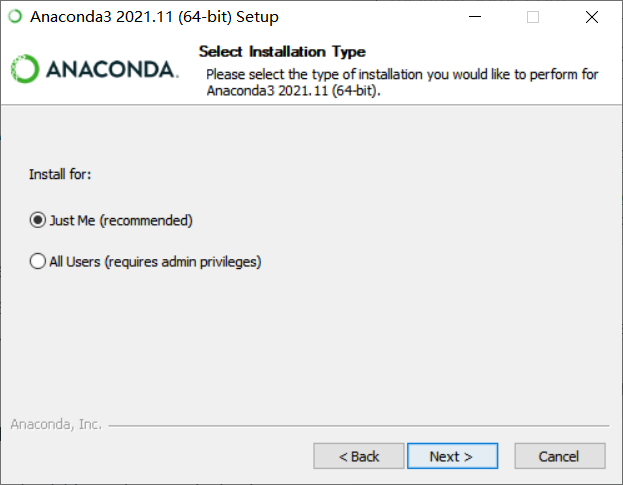 Anaconda3 2021.11 (64-bit) Setup
ANACONDA.
Select Installation Type
Please select the type of installation you would like to perform for
Anaconda3 2021.11 (64-bit).
Install for:
Just Me (recommended)
All Users (requires admin privileges)
Anaconda, Inc.
< Back
Next >
Cancel